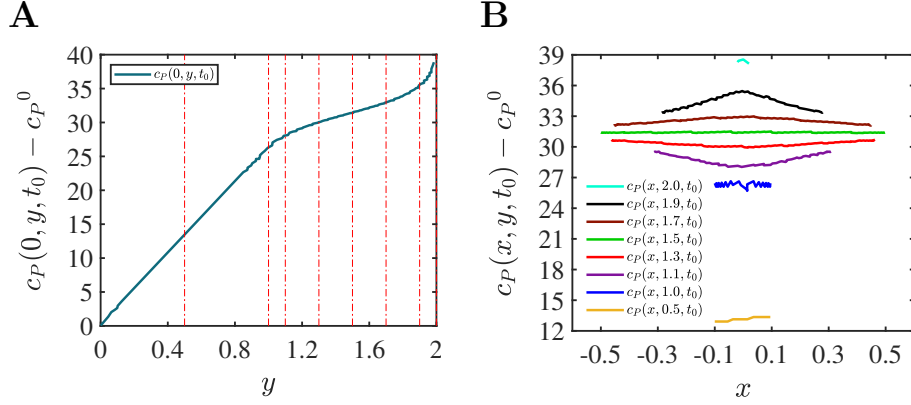 A
c_P(0, y, t_0) − c_P^0
40
35
30
25
20
15
10
5
0
c_P(0, y, t_0)
0
0.4
0.8
1.2
1.6
2
y
B
c_P(x, y, t_0) − c_P^0
39
36
33
30
27
24
21
18
15
12
c_P(x, 2.0, t_0)
c_P(x, 1.9, t_0)
c_P(x, 1.7, t_0)
c_P(x, 1.5, t_0)
c_P(x, 1.3, t_0)
c_P(x, 1.1, t_0)
c_P(x, 1.0, t_0)
c_P(x, 0.5, t_0)
-0.5
-0.3
-0.1
0.1
0.3
0.5
x